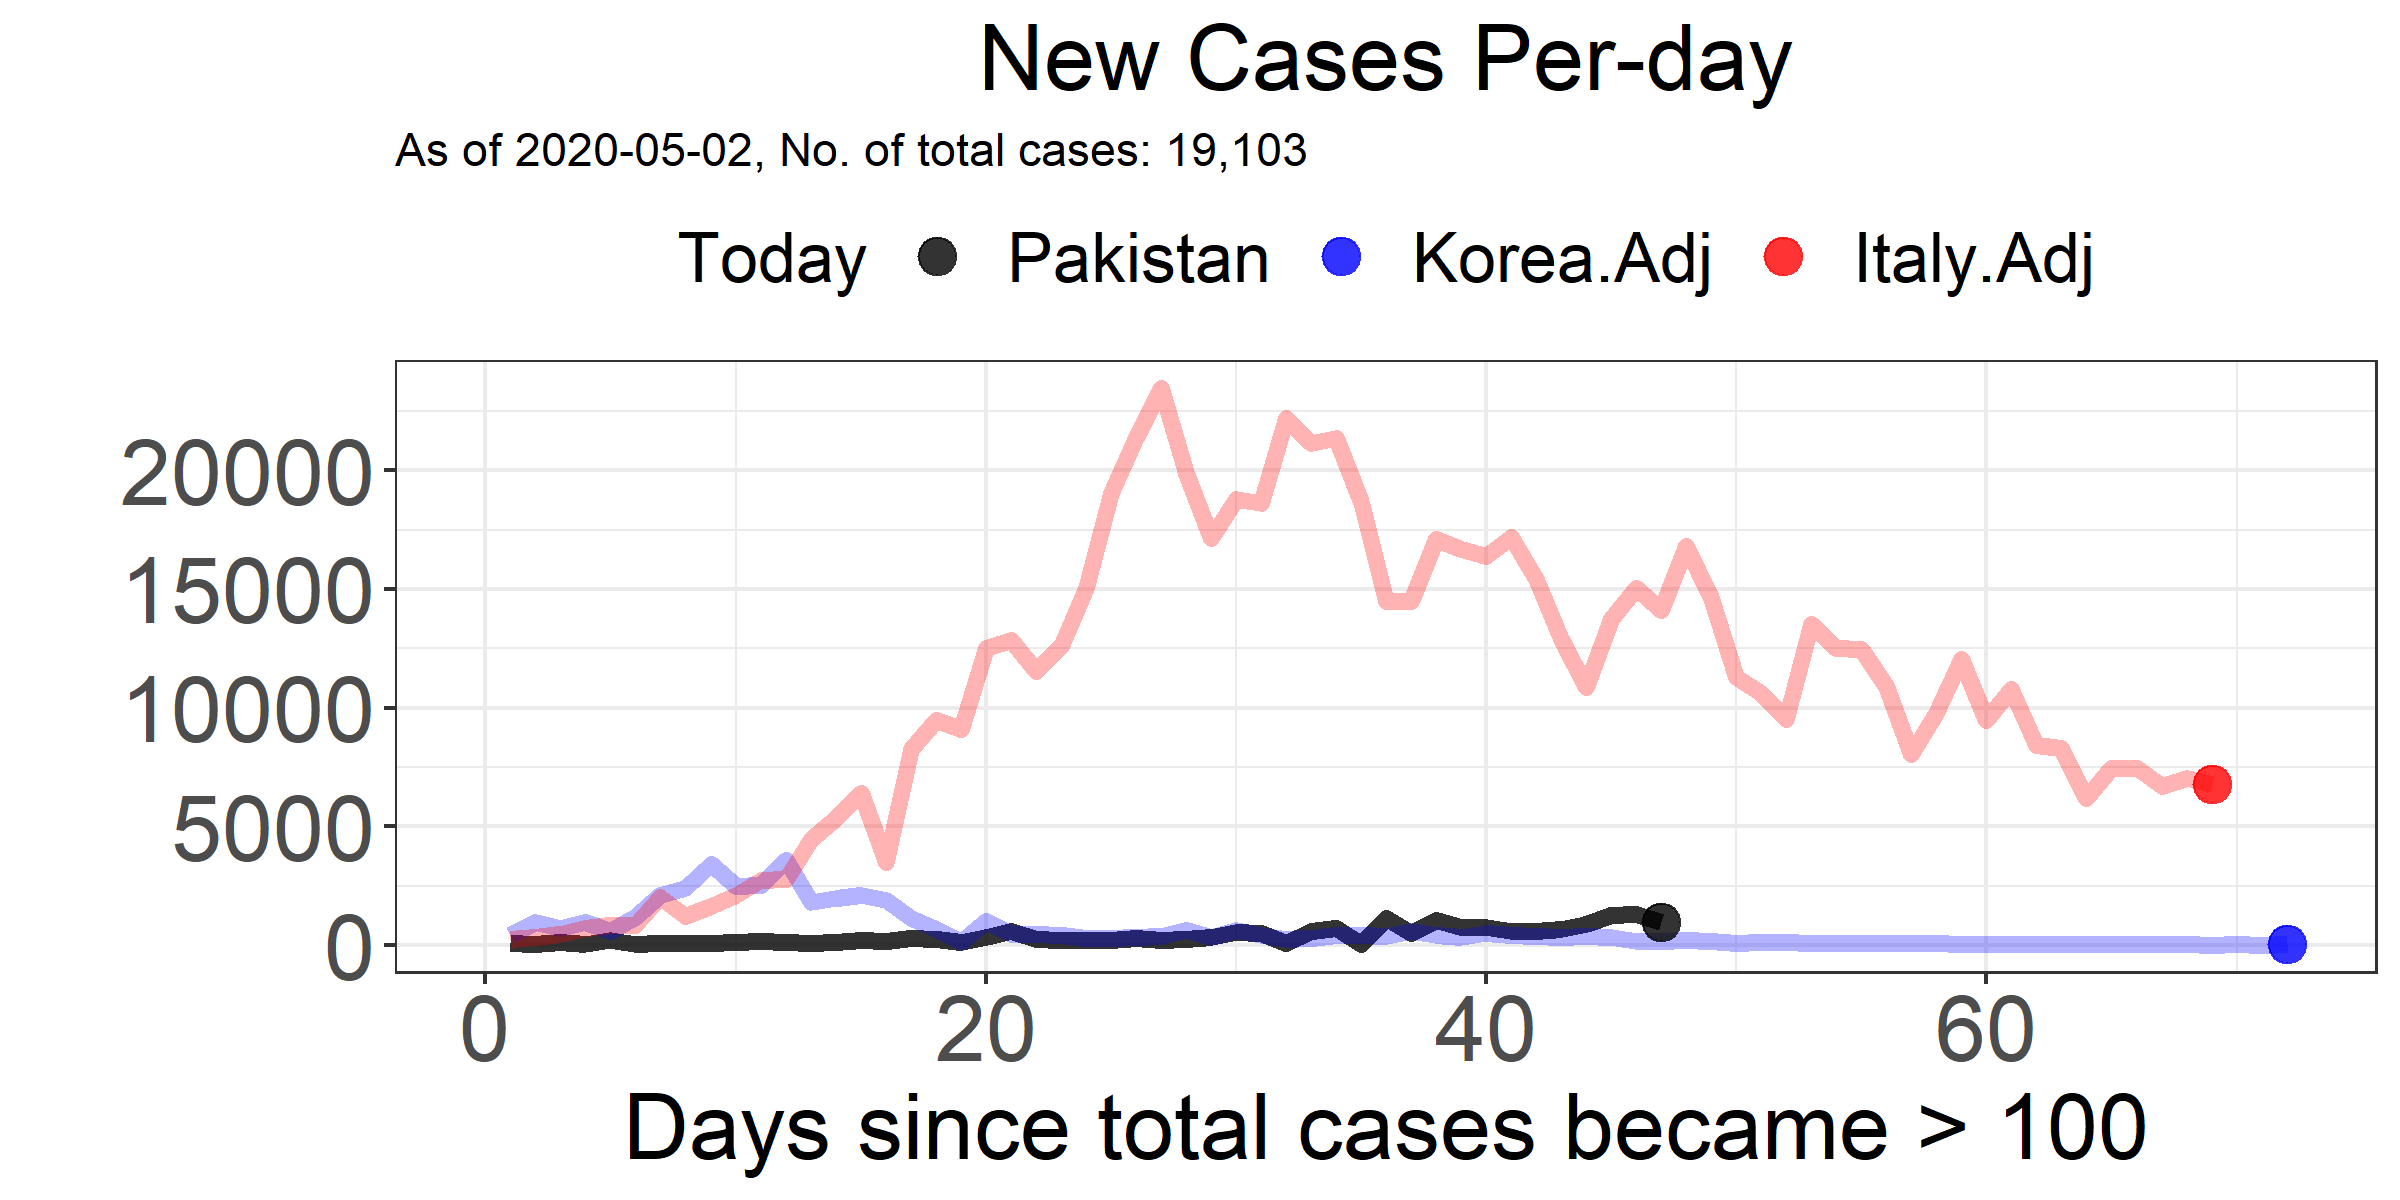 New Cases Per-day
As of 2020-05-02, No. of total cases: 19,103
Today Pakistan Korea.Adj Italy.Adj
20000
15000
10000
5000
0
0 20 40 60
Days since total cases became > 100